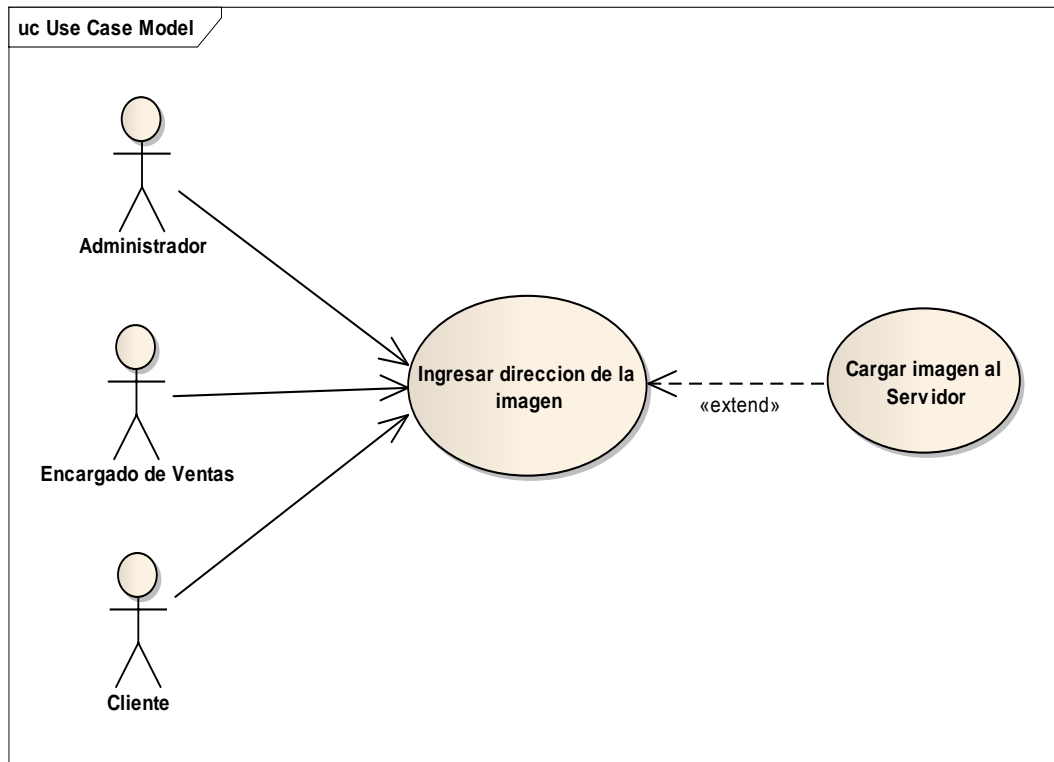 uc Use Case Model
Administrador
Encargado de Ventas
Cliente
Ingresar direccion de la
imagen
«extend»
Cargar imagen al
Servidor